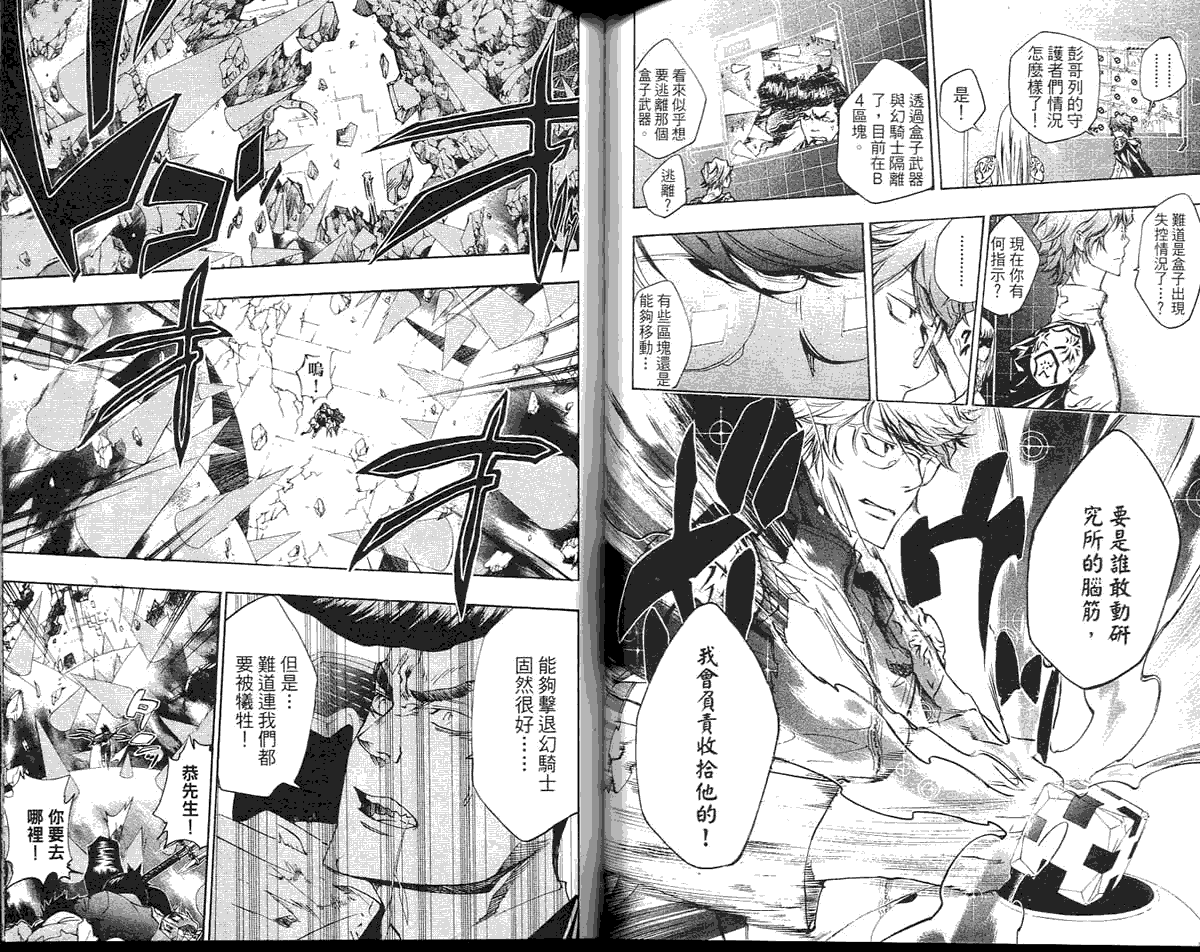 ………
彭哥列的守
護者們情況
怎麼樣了！
是！
透過盒子武器
與幻騎士隔離
了，目前在B
4區塊。
看來似乎想
要逃離那個
盒子武器。
逃離？
難道是盒子出現
失控情況了…？
現在你有
何指示？
………
有些區塊還是
能夠移動…
要是誰敢動研
究所的腦筋，
我會負責收拾他的！
ドゴオ
オオオ
嗚！
能夠擊退幻騎士
固然很好……
但是…
難道連我們都
要被犧牲！
恭先生！
你要去
哪裡！